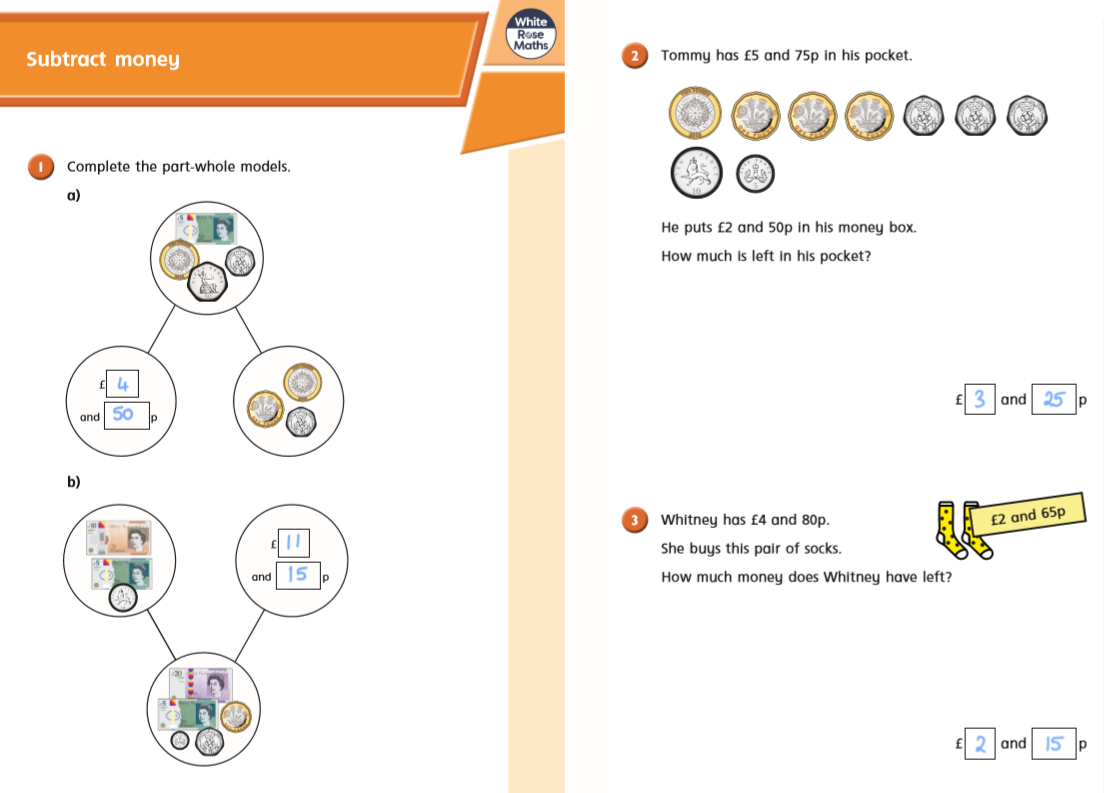 Subtract money
White
Rose
Maths
1 Complete the part-whole models.
a)
£ 4
and 50 p
b)
£ 11
and 15 p
2 Tommy has £5 and 75p in his pocket.
He puts £2 and 50p in his money box.
How much is left in his pocket?
£ 3 and 25 p
3 Whitney has £4 and 80p.
£2 and 65p
She buys this pair of socks.
How much money does Whitney have left?
£ 2 and 15 p